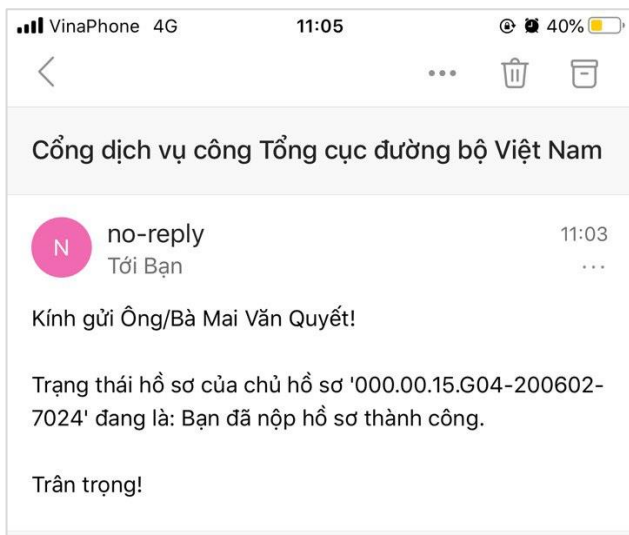 VinaPhone 4G 11:05 40%
Cổng dịch vụ công Tổng cục đường bộ Việt Nam
N
no-reply 11:03
Tới Bạn
Kính gửi Ông/Bà Mai Văn Quyết!
Trạng thái hồ sơ của chủ hồ sơ '000.00.15.G04-200602-
7024' đang là: Bạn đã nộp hồ sơ thành công.
Trân trọng!